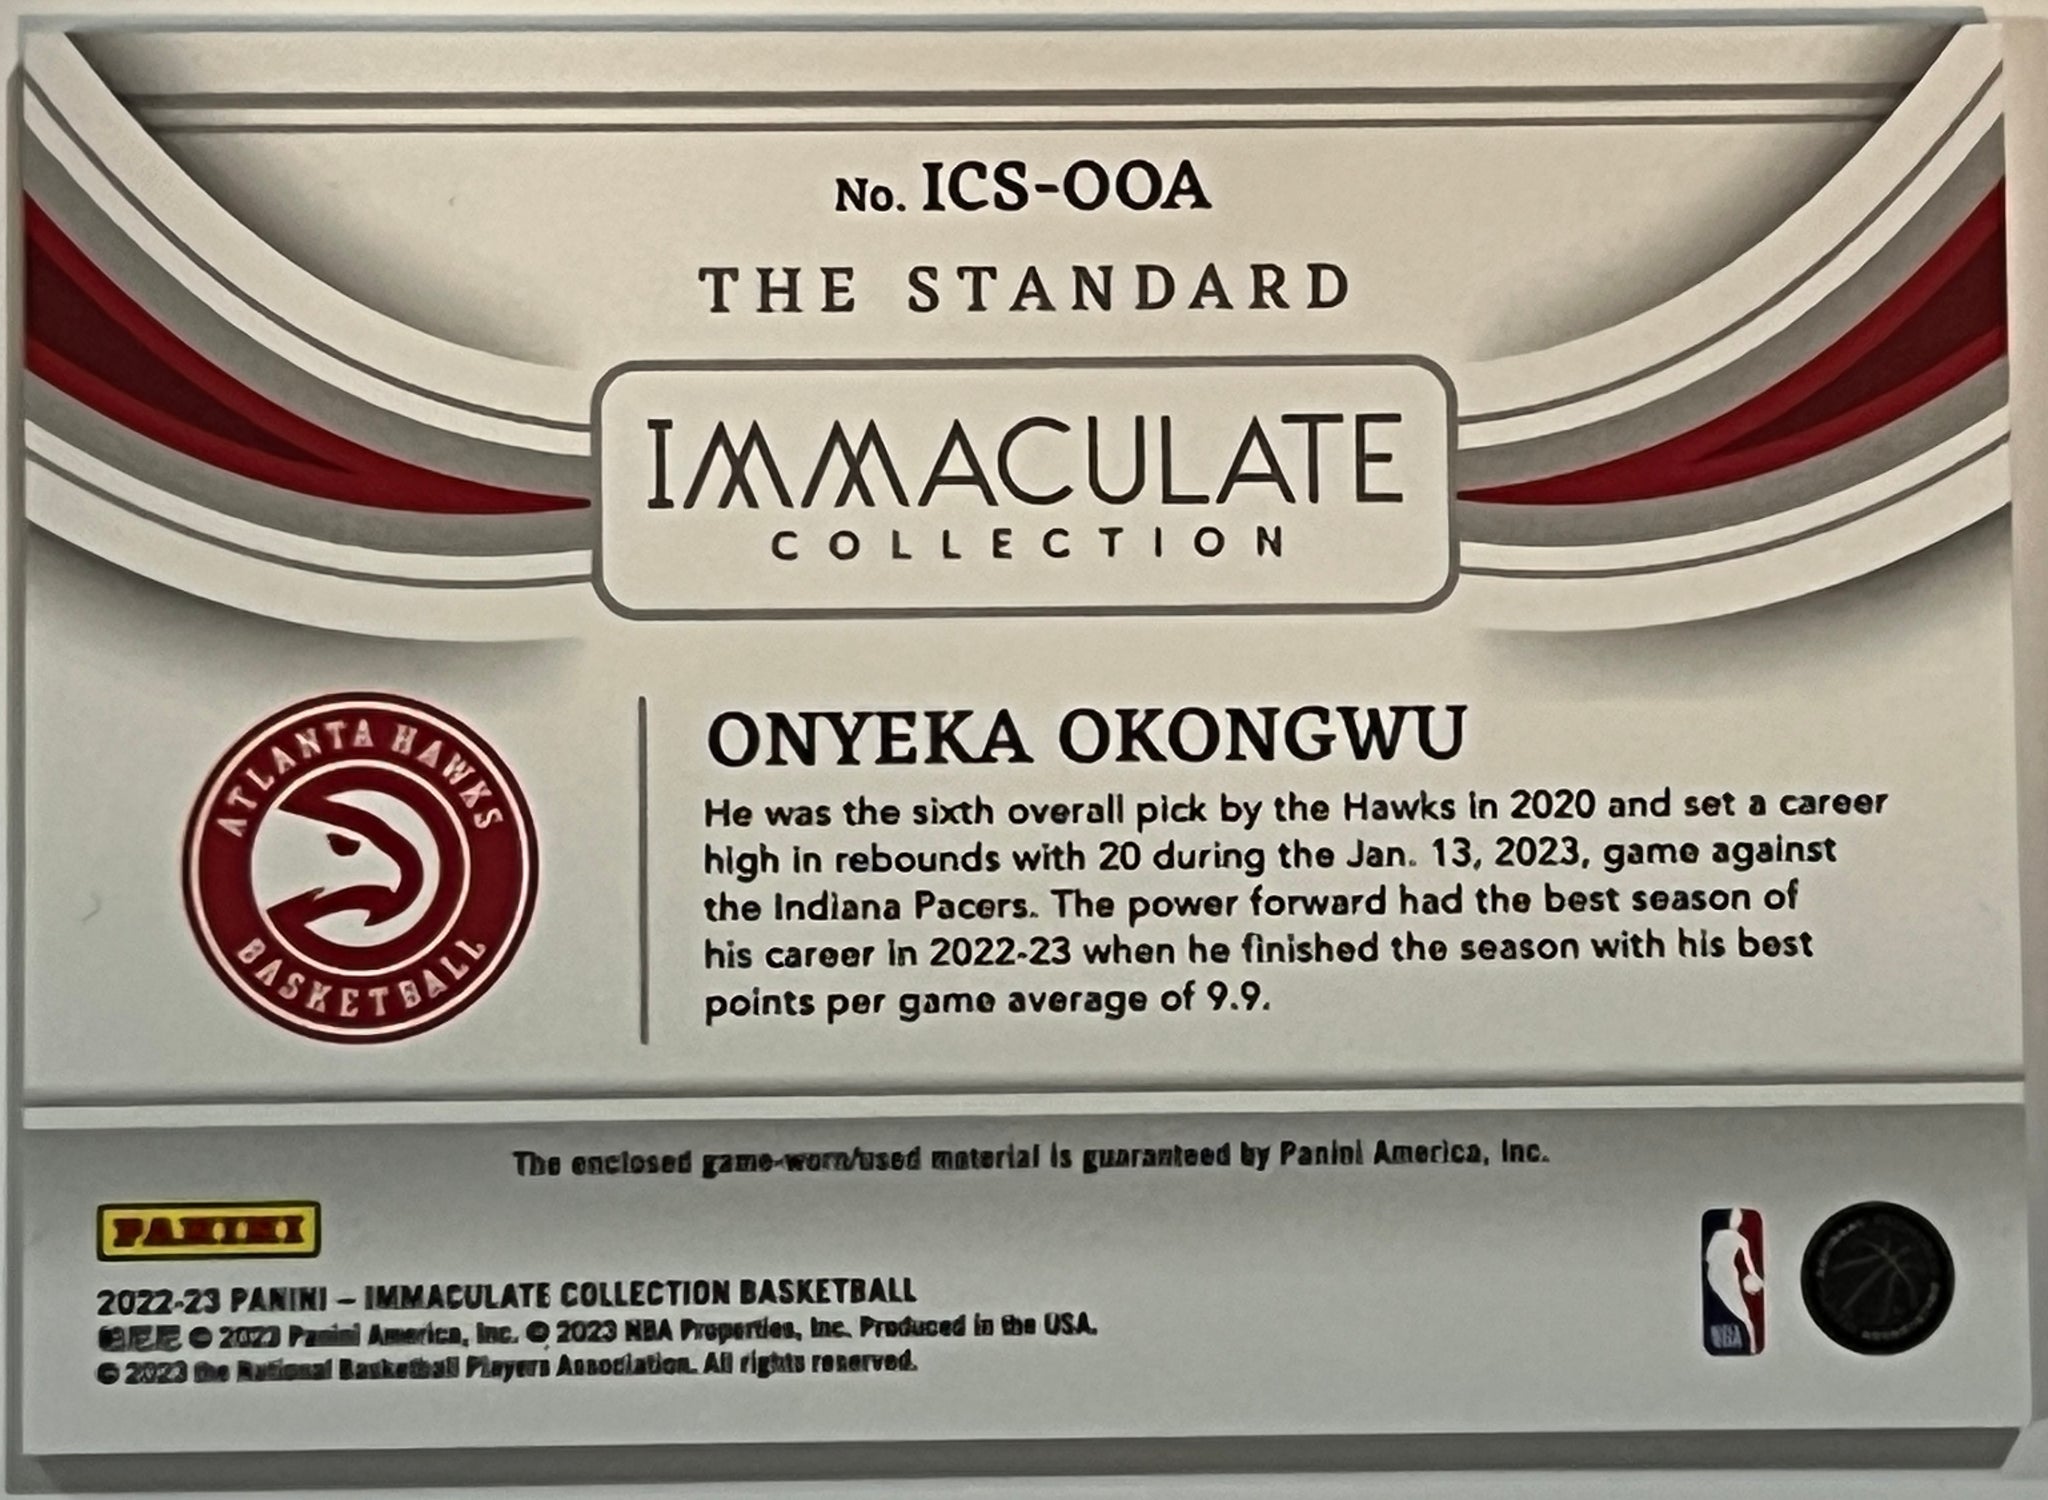 No. ICS-OOA
THE STANDARD
IMMACULATE
COLLECTION
ATLANTA HAWKS
BASKETBALL
ONYEKA OKONGWU
He was the sixth overall pick by the Hawks in 2020 and set a career
high in rebounds with 20 during the Jan. 13, 2023, game against
the Indiana Pacers. The power forward had the best season of
his career in 2022-23 when he finished the season with his best
points per game average of 9.9.
The enclosed game-worn/used material is guaranteed by Panini America, Inc.
PANINI
2022-23 PANINI – IMMACULATE COLLECTION BASKETBALL
© 2023 Panini America, Inc. © 2023 NBA Properties, Inc. Produced in the USA.
© 2023 the National Basketball Players Association. All rights reserved.
NBA